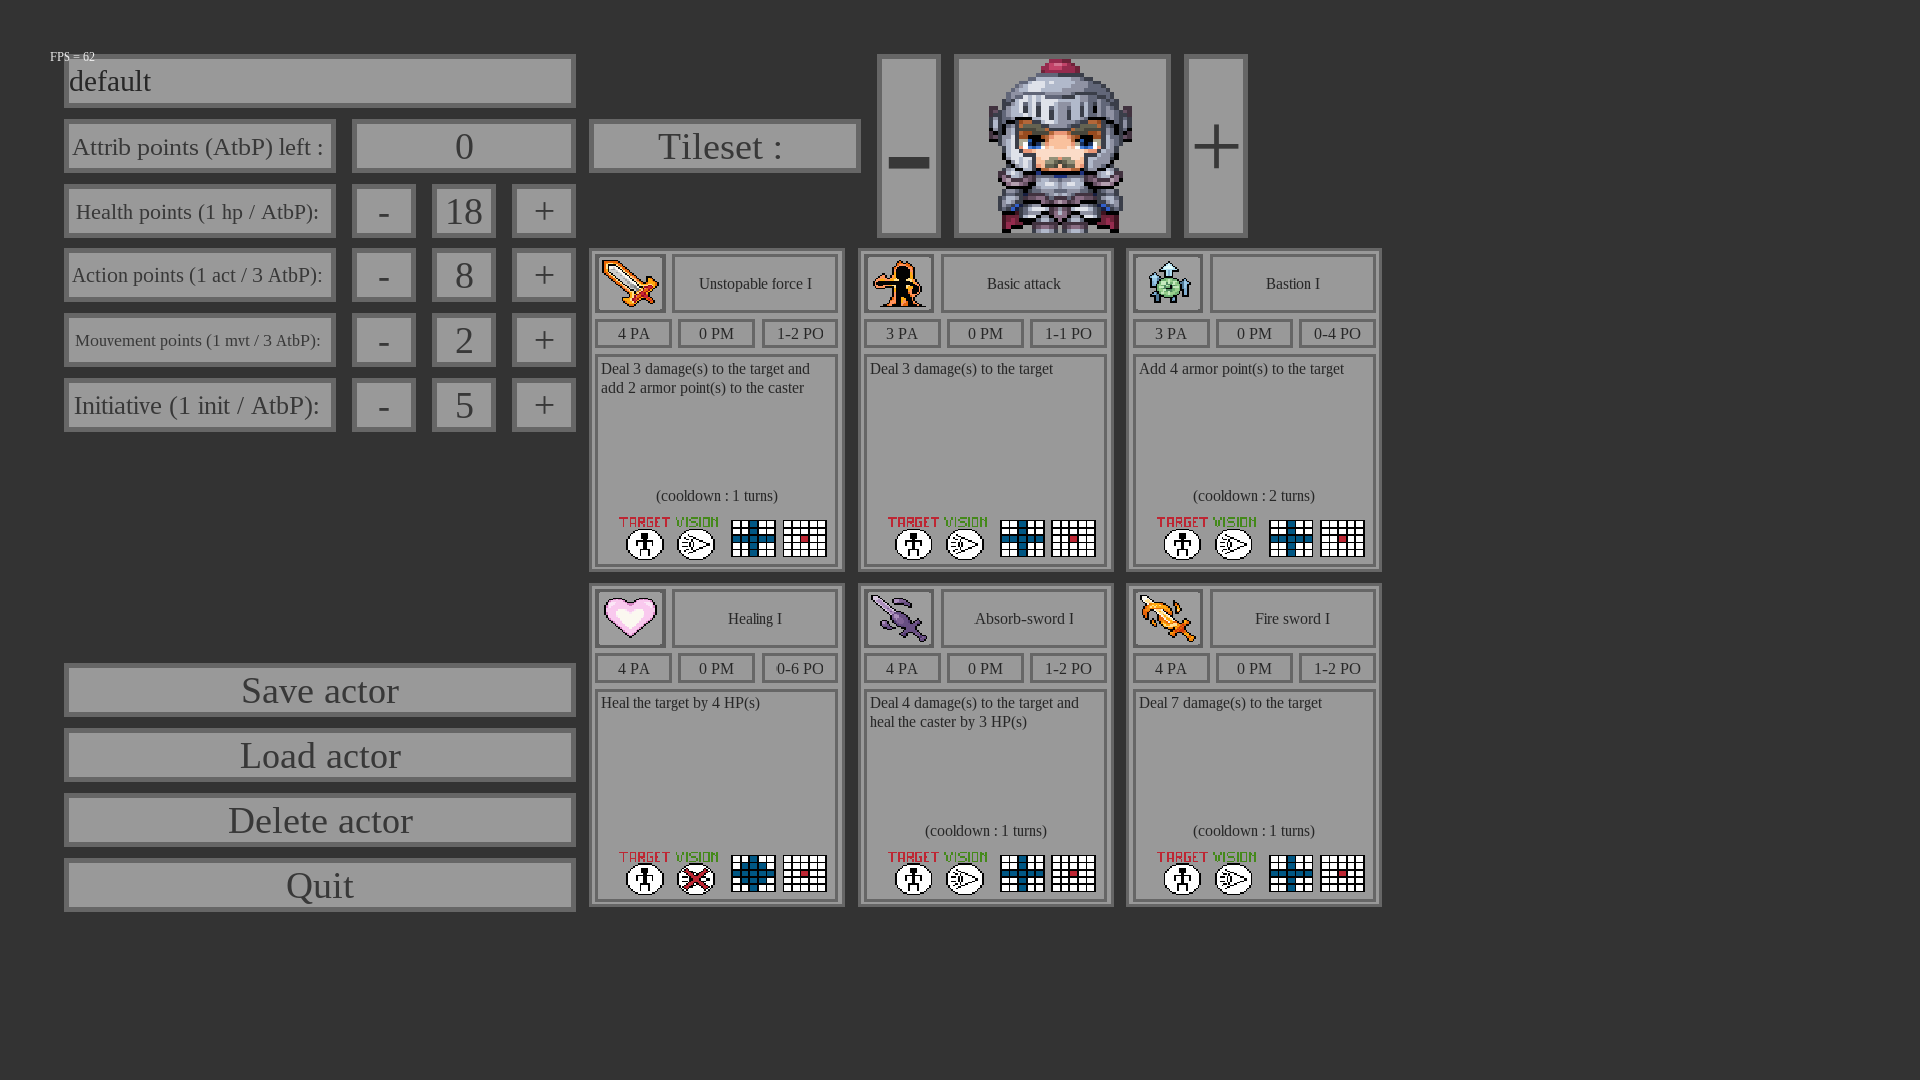 FPS = 62
default
Attrib points (AtbP) left :
0
Tileset :
-
+
Health points (1 hp / AtbP):
-
18
+
Action points (1 act / 3 AtbP):
-
8
+
Mouvement points (1 mvt / 3 AtbP):
-
2
+
Initiative (1 init / AtbP):
-
5
+
Save actor
Load actor
Delete actor
Quit
Unstopable force I
4 PA
0 PM
1-2 PO
Deal 3 damage(s) to the target and
add 2 armor point(s) to the caster
(cooldown : 1 turns)
TARGET VISION
Basic attack
3 PA
0 PM
1-1 PO
Deal 3 damage(s) to the target
TARGET VISION
Bastion I
3 PA
0 PM
0-4 PO
Add 4 armor point(s) to the target
(cooldown : 2 turns)
TARGET VISION
Healing I
4 PA
0 PM
0-6 PO
Heal the target by 4 HP(s)
TARGET VISION
Absorb-sword I
4 PA
0 PM
1-2 PO
Deal 4 damage(s) to the target and
heal the caster by 3 HP(s)
(cooldown : 1 turns)
TARGET VISION
Fire sword I
4 PA
0 PM
1-2 PO
Deal 7 damage(s) to the target
(cooldown : 1 turns)
TARGET VISION